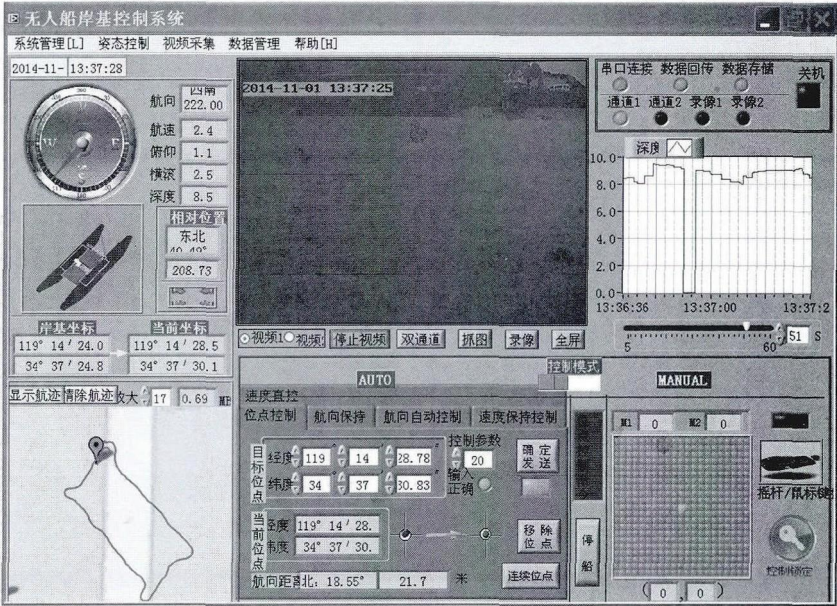 无人船岸基控制系统
系统管理[L] 姿态控制 视频采集 数据管理 帮助[H]
2014-11- 13:37:28
航向 西南 222.00
航速 2.4
俯仰 1.1
横滚 2.5
深度 8.5
W E
相对位置
东北
208.73
岸基坐标 当前坐标
119° 14′ 24.0 119° 14′ 28.5
34° 37′ 24.8 34° 37′ 30.1
显示航迹 清除航迹 放大 17 0.69
2014-11-01 13:37:25
视频1 视频 停止视频 双通道 抓图 录像 全屏
串口连接 数据回传 数据存储 关机
通道1 通道2 录像1 录像2
深度
10.0
8.0
6.0
4.0
2.0
0.0
13:36:36 13:37:00 13:37:2
5 60 51 S
控制模式
AUTO
速度直控
位点控制 航向保持 航向自动控制 速度保持控制
目标位点
经度 119 ° 14 ′ 28.78 ″
纬度 34 37 30.83
控制参数
20
输入正确
确定发送
当前位点
经度 119° 14′ 28.
纬度 34° 37′ 30.
移除位点
航向距离 北: 18.55° 21.7 米
连续位点
MANUAL
M1 0 M2 0
摇杆/鼠标键
停船
控制锁定
( 0 , 0 )